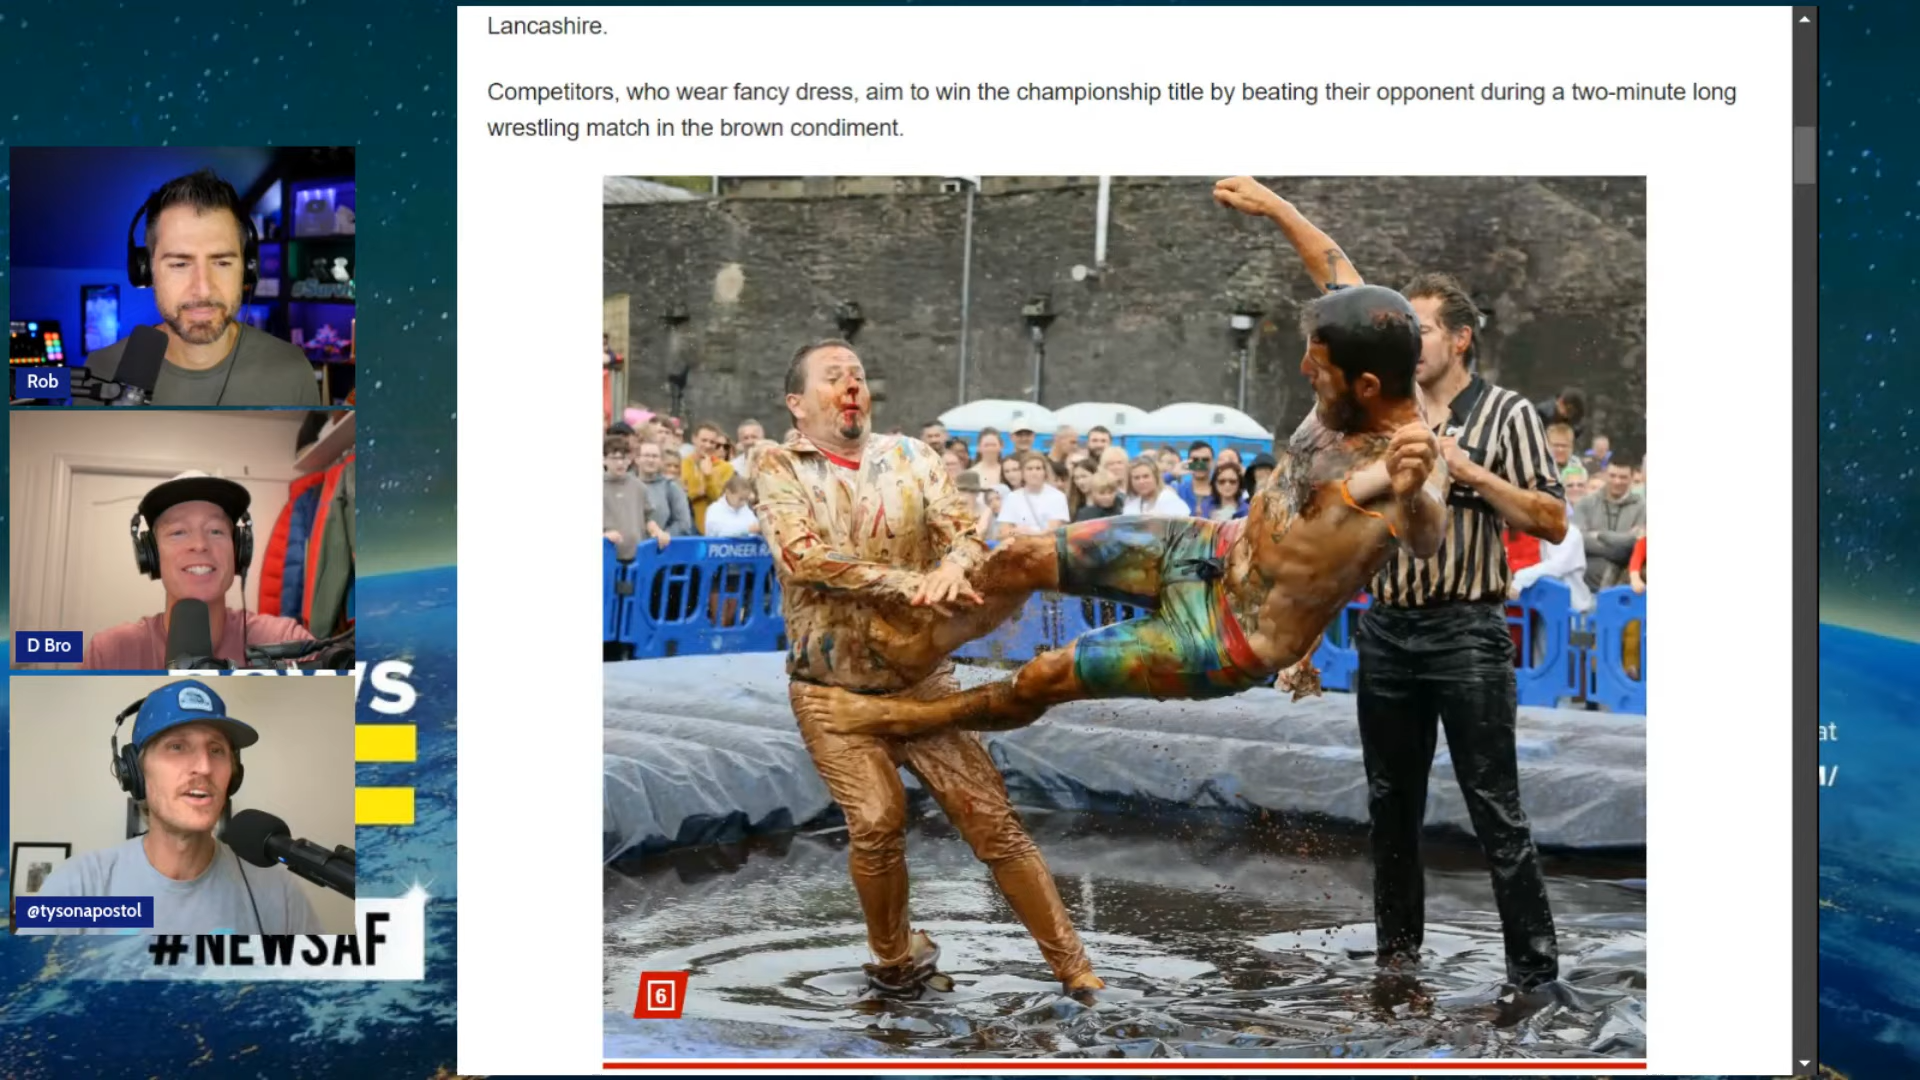 Lancashire.
Competitors, who wear fancy dress, aim to win the championship title by beating their opponent during a two-minute long
wrestling match in the brown condiment.
PIONEER
6
Rob
D Bro
@tysonapostol
#NEWSAF
at